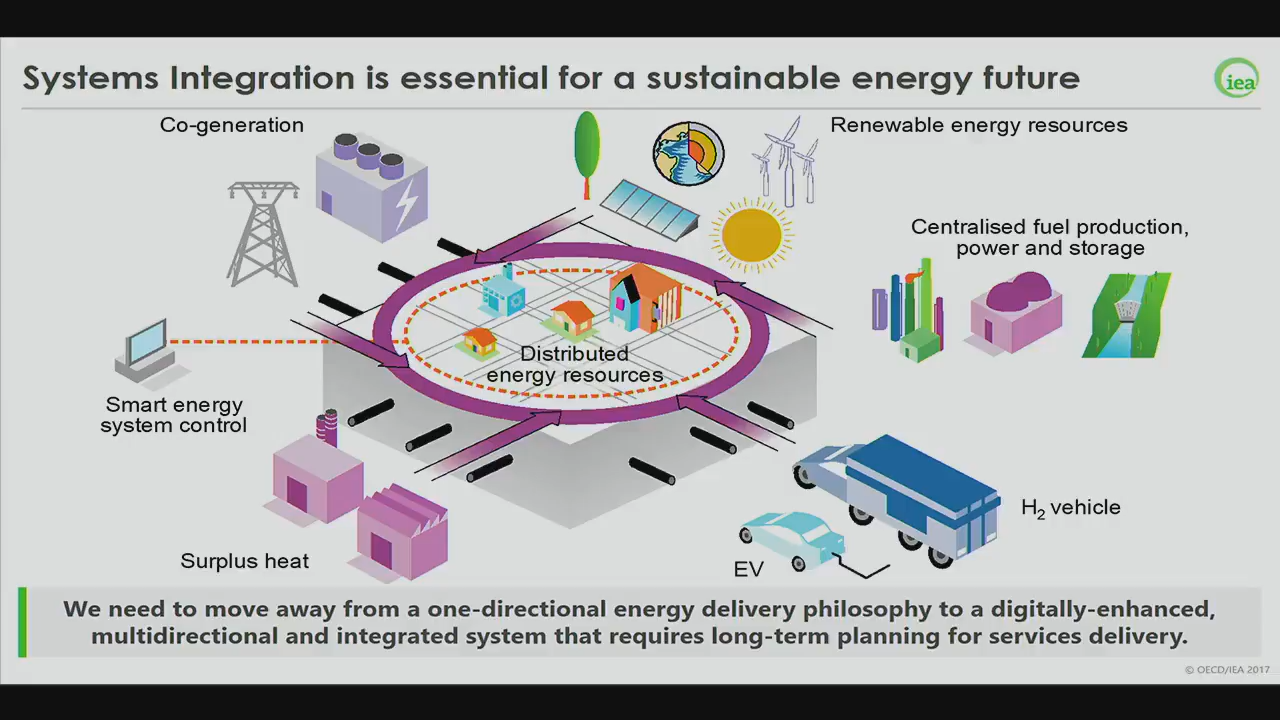 Systems Integration is essential for a sustainable energy future
iea
Co-generation
Renewable energy resources
Centralised fuel production,
power and storage
Distributed
energy resources
Smart energy
system control
Surplus heat
EV
H₂ vehicle
We need to move away from a one-directional energy delivery philosophy to a digitally-enhanced,
multidirectional and integrated system that requires long-term planning for services delivery.
© OECD/IEA 2017